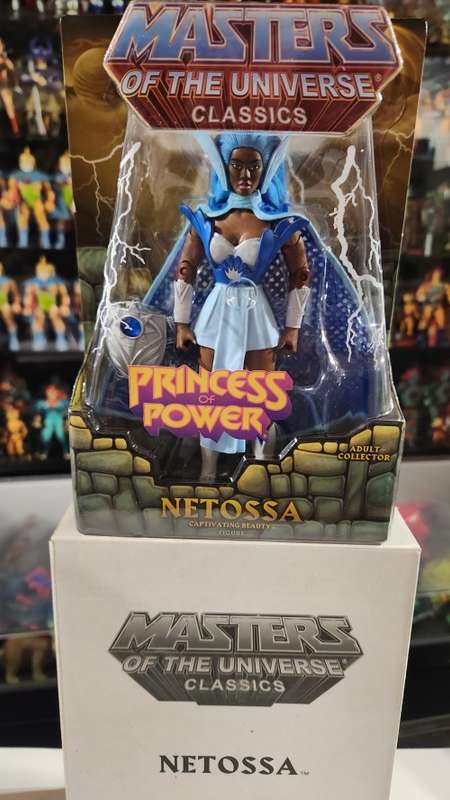 MASTERS
OF THE UNIVERSE®
CLASSICS
PRINCESS
OF
POWER
ADULT
COLLECTOR
NETOSSA
CAPTIVATING BEAUTY
FIGURE
MASTERS
OF THE UNIVERSE®
CLASSICS
NETOSSA™